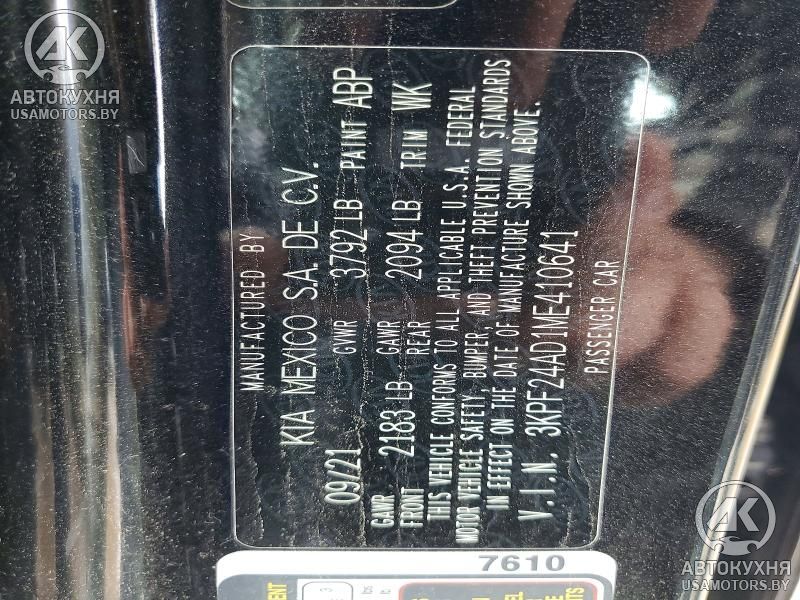 MANUFACTURED BY
KIA MEXICO S.A. DE C.V.
09/21 GVWR 3792 LB PAINT ABP
GAWR GAWR
FRONT 2183 LB REAR 2094 LB TRIM WK
THIS VEHICLE CONFORMS TO ALL APPLICABLE U.S.A. FEDERAL
MOTOR VEHICLE SAFETY, BUMPER, AND THEFT PREVENTION STANDARDS
IN EFFECT ON THE DATE OF MANUFACTURE SHOWN ABOVE.
V.I.N. 3KPF24AD1ME410641
PASSENGER CAR
7610
AK
АВТОКУХНЯ
USAMOTORS.BY
AK
АВТОКУХНЯ
USAMOTORS.BY